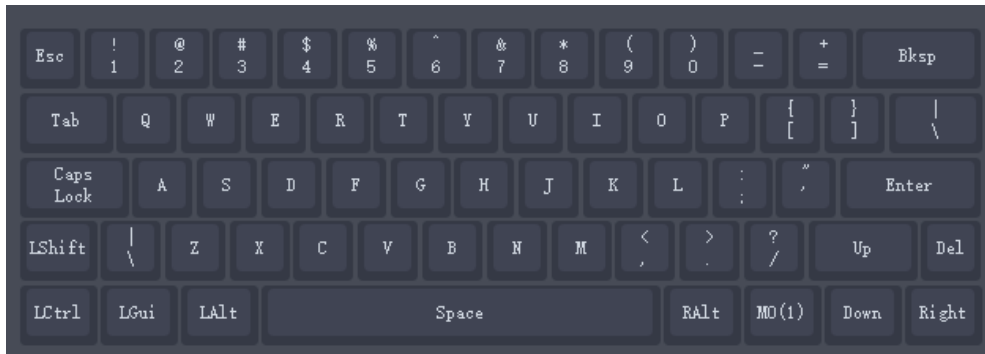 Esc ! @ # $ % ^ & * ( ) _ + Bksp
1 2 3 4 5 6 7 8 9 0 - =
Tab Q W E R T Y U I O P { } |
[ ] \
Caps A S D F G H J K L : " Enter
Lock ; '
LShift | Z X C V B N M < > ? Up Del
\ , . /
LCtrl LGui LAlt Space RAlt MO(1) Down Right